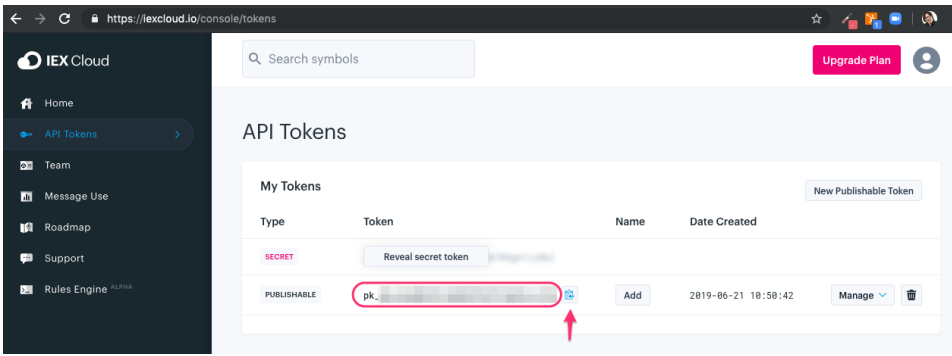 https://iexcloud.io/console/tokens
IEX Cloud
Search symbols
Upgrade Plan
Home
API Tokens
Team
Message Use
Roadmap
Support
Rules Engine ALPHA
API Tokens
My Tokens
New Publishable Token
Type Token Name Date Created
SECRET Reveal secret token
PUBLISHABLE pk_ Add 2019-06-21 10:50:42 Manage